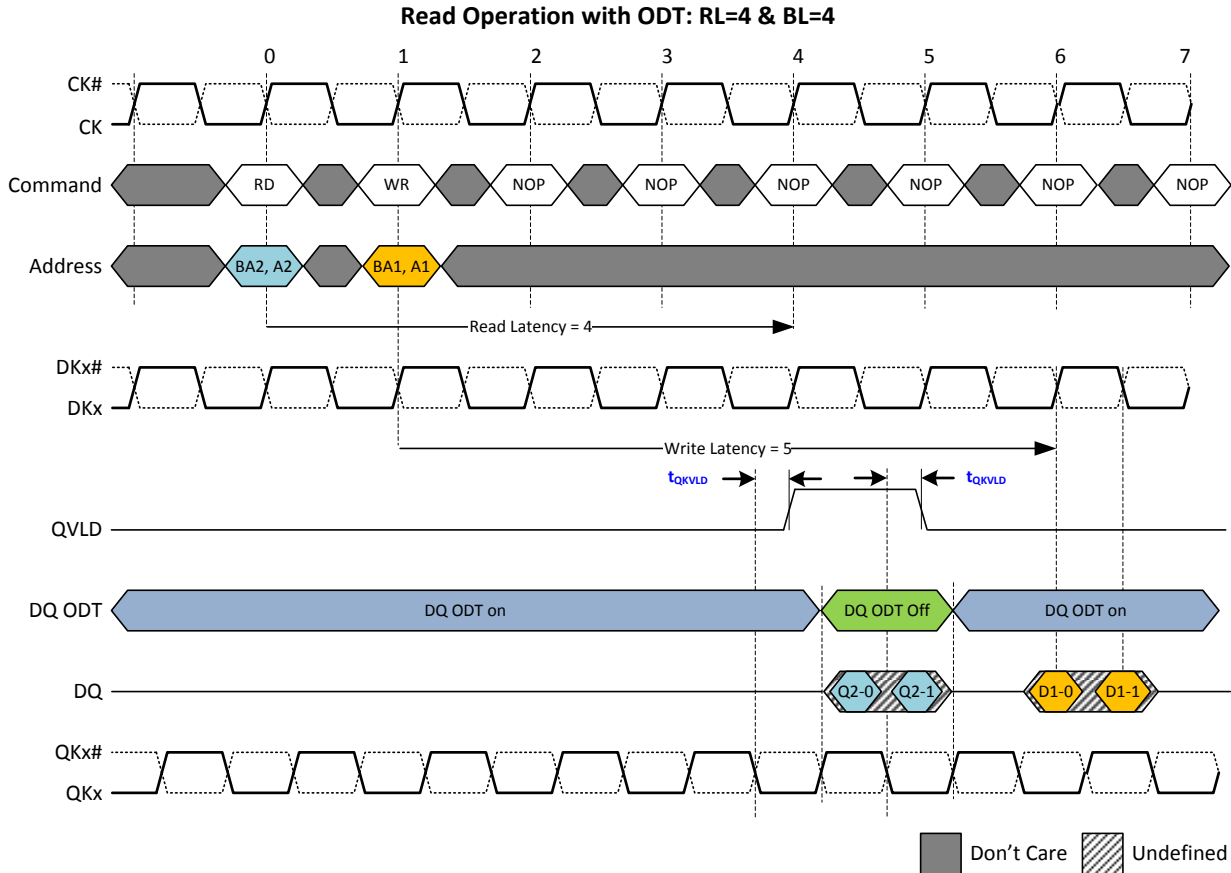 Read Operation with ODT: RL=4 & BL=4
0 1 2 3 4 5 6 7
CK#
CK
Command RD WR NOP NOP NOP NOP NOP NOP
Address BA2, A2 BA1, A1
Read Latency = 4
DKx#
DKx
Write Latency = 5
tQKVLD tQKVLD
QVLD
DQ ODT DQ ODT on DQ ODT Off DQ ODT on
DQ Q2-0 Q2-1 D1-0 D1-1
QKx#
QKx
Don't Care Undefined